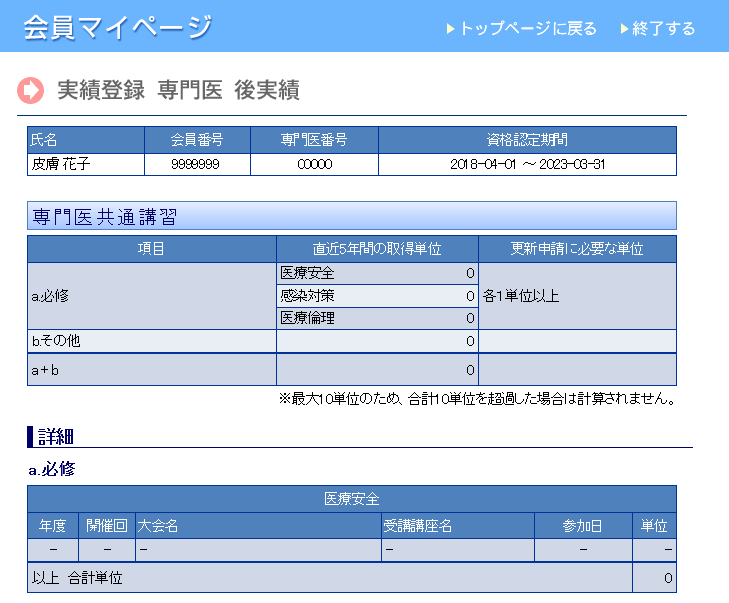 会員マイページ ▶トップページに戻る ▶終了する
実績登録 専門医 後実績
氏名 会員番号 専門医番号 資格認定期間
皮膚 花子 9999999 00000 2018-04-01 ～ 2023-03-31
専門医共通講習
項目 直近5年間の取得単位 更新申請に必要な単位
a.必修 医療安全 0 各1単位以上
感染対策 0
医療倫理 0
b.その他 0
a+b 0
※最大10単位のため、合計10単位を超過した場合は計算されません。
詳細
a.必修
医療安全
年度 開催回 大会名 受講講座名 参加日 単位
- - - - - -
以上 合計単位 0